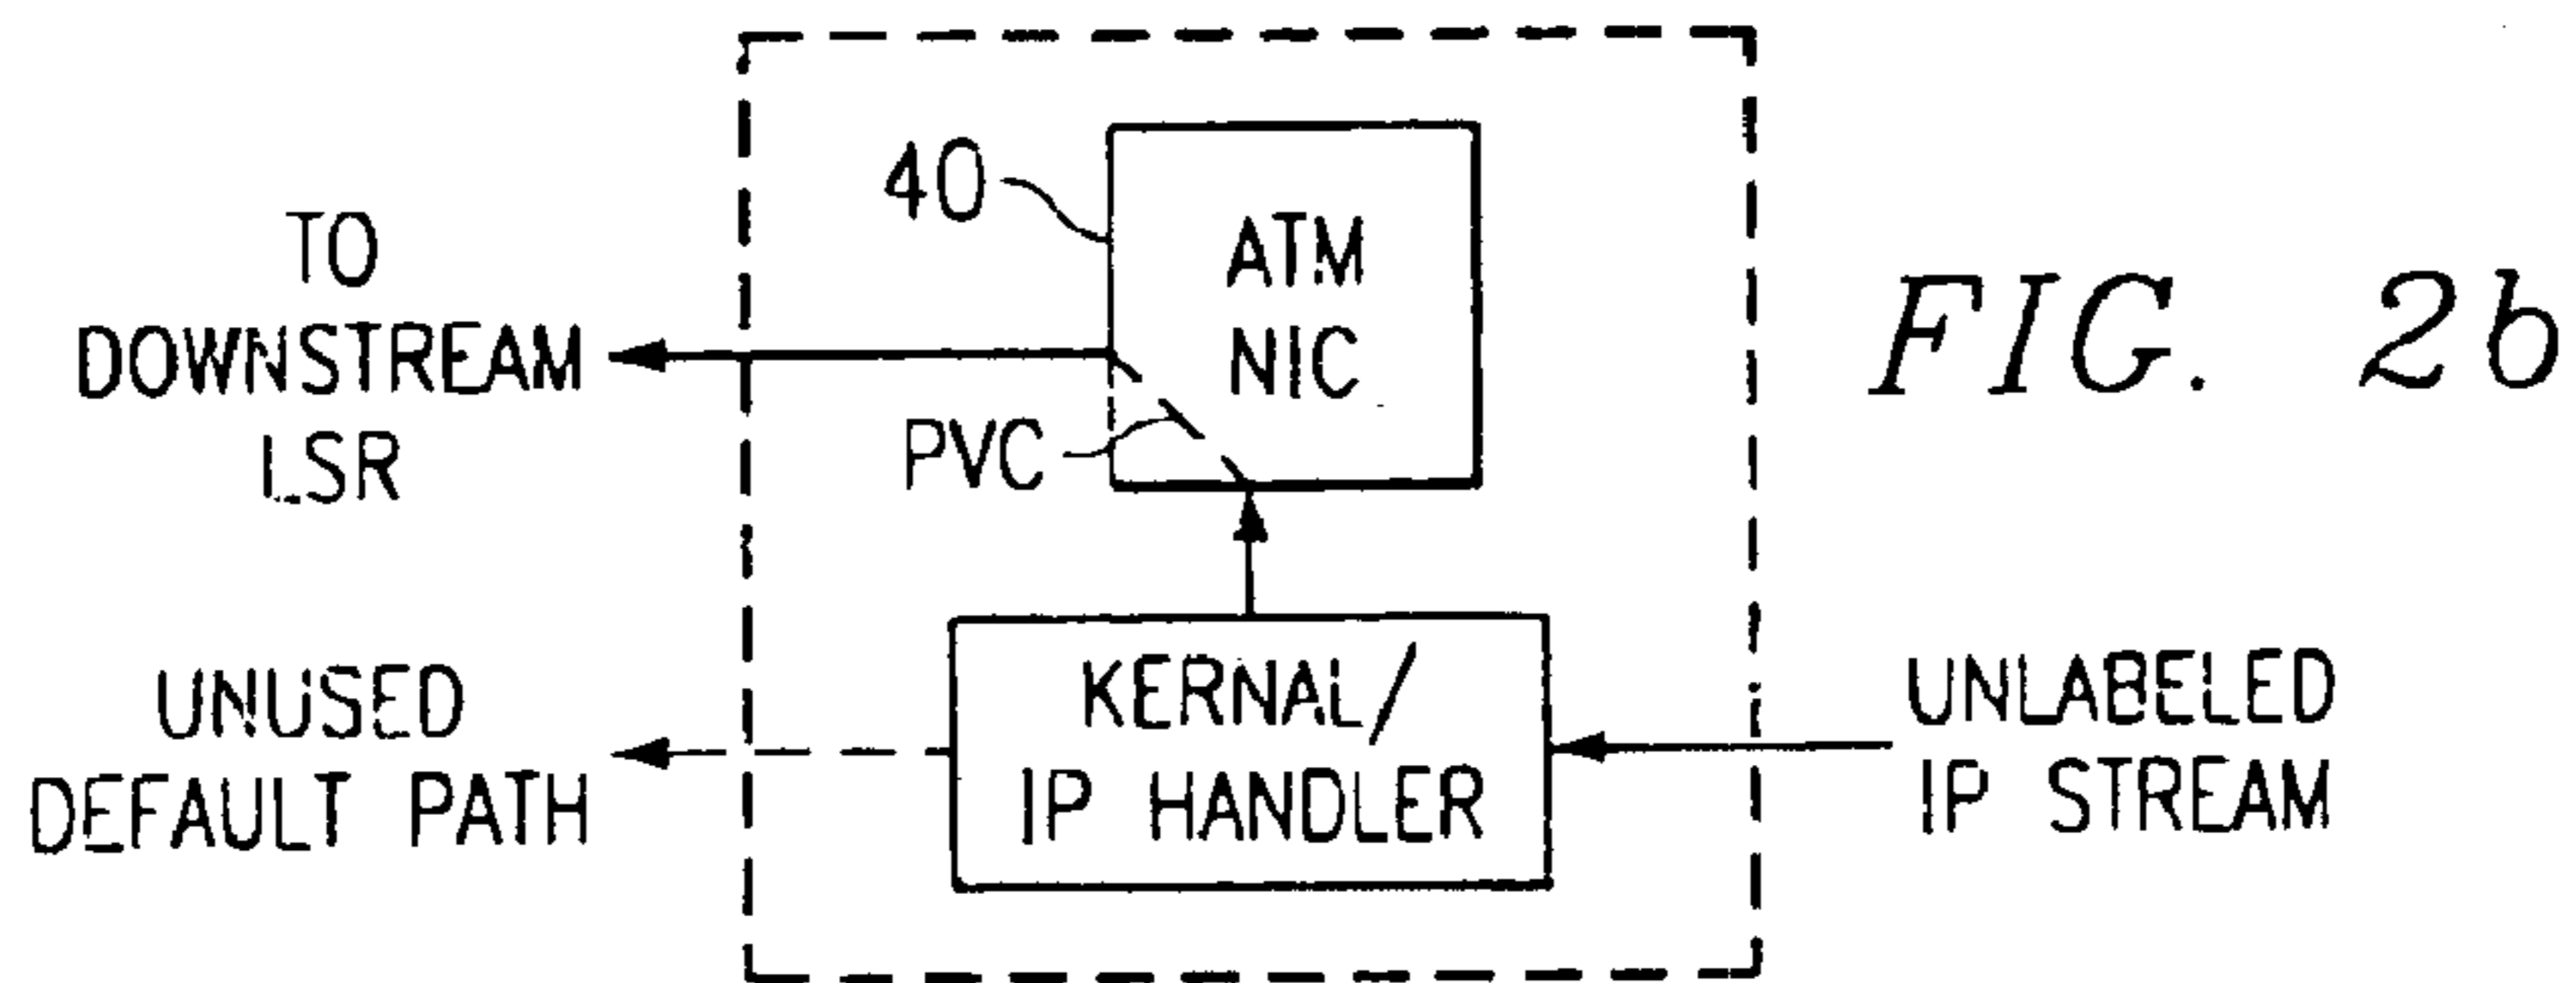 40
ATM
NIC
TO
DOWNSTREAM
LSR
PVC
FIG. 2b
UNUSED
DEFAULT PATH
KERNAL/
IP HANDLER
UNLABELED
IP STREAM